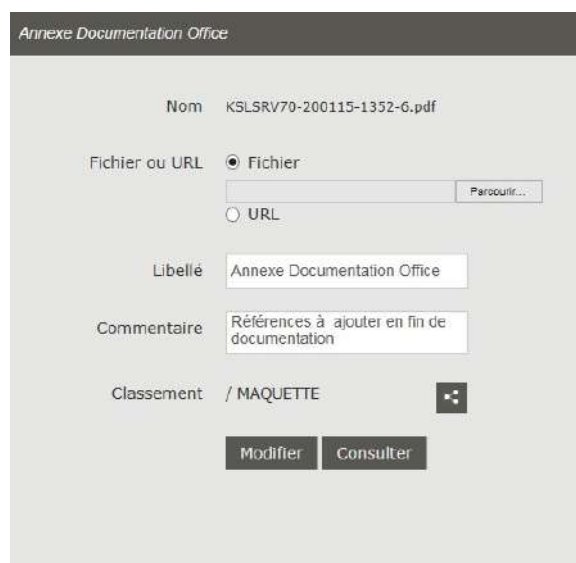 Annexe Documentation Office
Nom KSLSRV70-200115-1352-6.pdf
Fichier ou URL Fichier
Parcourir...
URL
Libellé Annexe Documentation Office
Commentaire Références à ajouter en fin de
documentation
Classement / MAQUETTE
Modifier Consulter